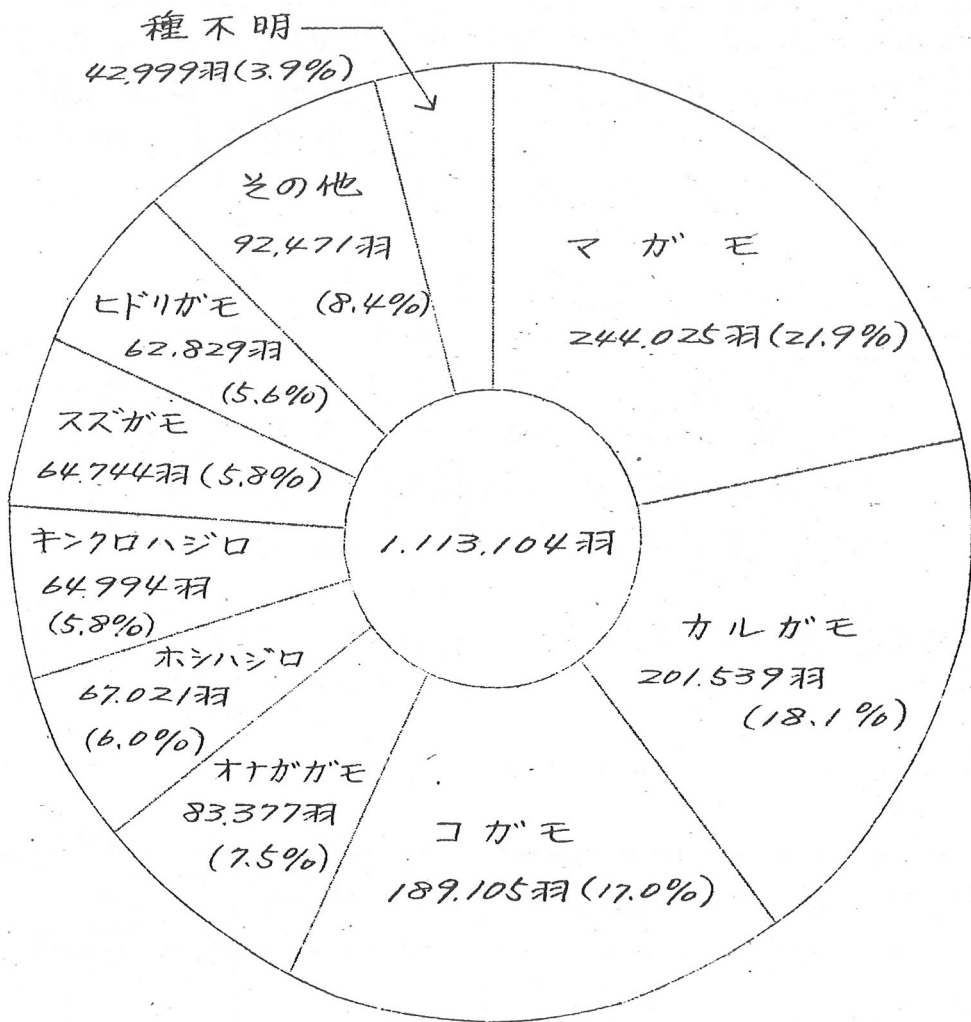 種不明
42.999羽(3.9%)
マガモ
244.025羽(21.9%)
カルガモ
201.539羽
(18.1%)
コガモ
189.105羽(17.0%)
オナガガモ
83.377羽
(7.5%)
ホシハジロ
67.021羽
(6.0%)
キンクロハジロ
64.994羽
(5.8%)
スズガモ
64.744羽(5.8%)
ヒドリガモ
62.829羽
(5.6%)
その他
92.471羽
(8.4%)
1.113.104羽